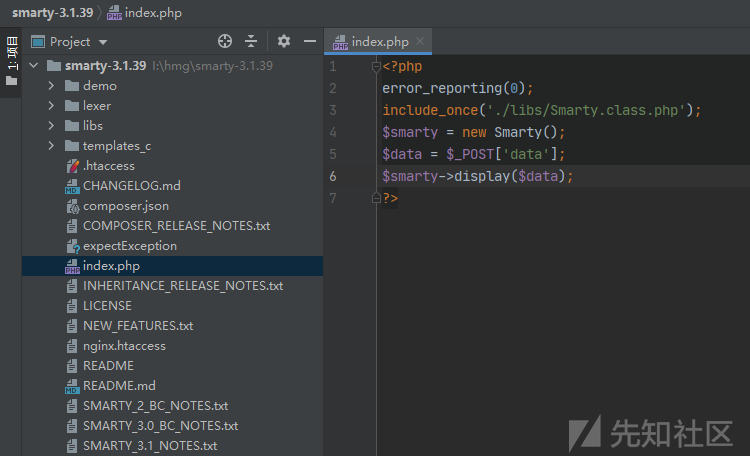 smarty-3.1.39 index.php
1: 项目
Project
index.php
smarty-3.1.39 I:\hmg\smarty-3.1.39
demo
lexer
libs
templates_c
.htaccess
CHANGELOG.md
composer.json
COMPOSER_RELEASE_NOTES.txt
expectException
index.php
INHERITANCE_RELEASE_NOTES.txt
LICENSE
NEW_FEATURES.txt
nginx.htaccess
README
README.md
SMARTY_2_BC_NOTES.txt
SMARTY_3.0_BC_NOTES.txt
SMARTY_3.1_NOTES.txt
1 <?php
2 error_reporting(0);
3 include_once('./libs/Smarty.class.php');
4 $smarty = new Smarty();
5 $data = $_POST['data'];
6 $smarty->display($data);
7 ?>
先知社区